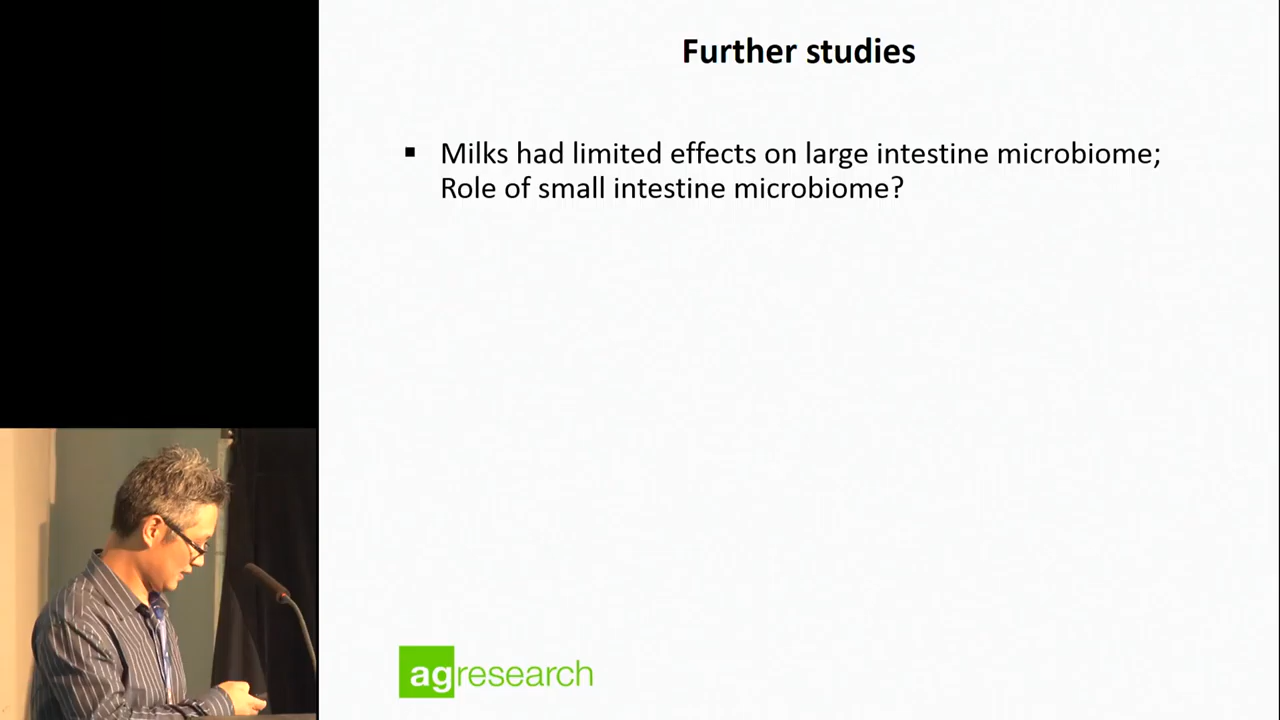 Further studies
▪ Milks had limited effects on large intestine microbiome;
Role of small intestine microbiome?
agresearch